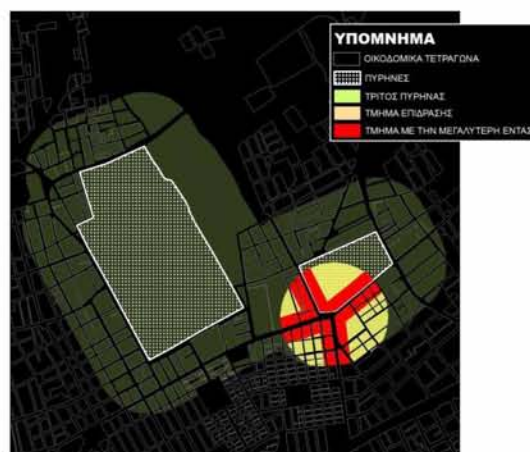 ΥΠΟΜΝΗΜΑ
ΟΙΚΟΔΟΜΙΚΑ ΤΕΤΡΑΓΩΝΑ
ΠΥΡΗΝΕΣ
ΤΡΙΤΟΣ ΠΥΡΗΝΑΣ
ΤΜΗΜΑ ΕΠΙΔΡΑΣΗΣ
ΤΜΗΜΑ ΜΕ ΤΗΝ ΜΕΓΑΛΥΤΕΡΗ ΕΝΤΑΣ